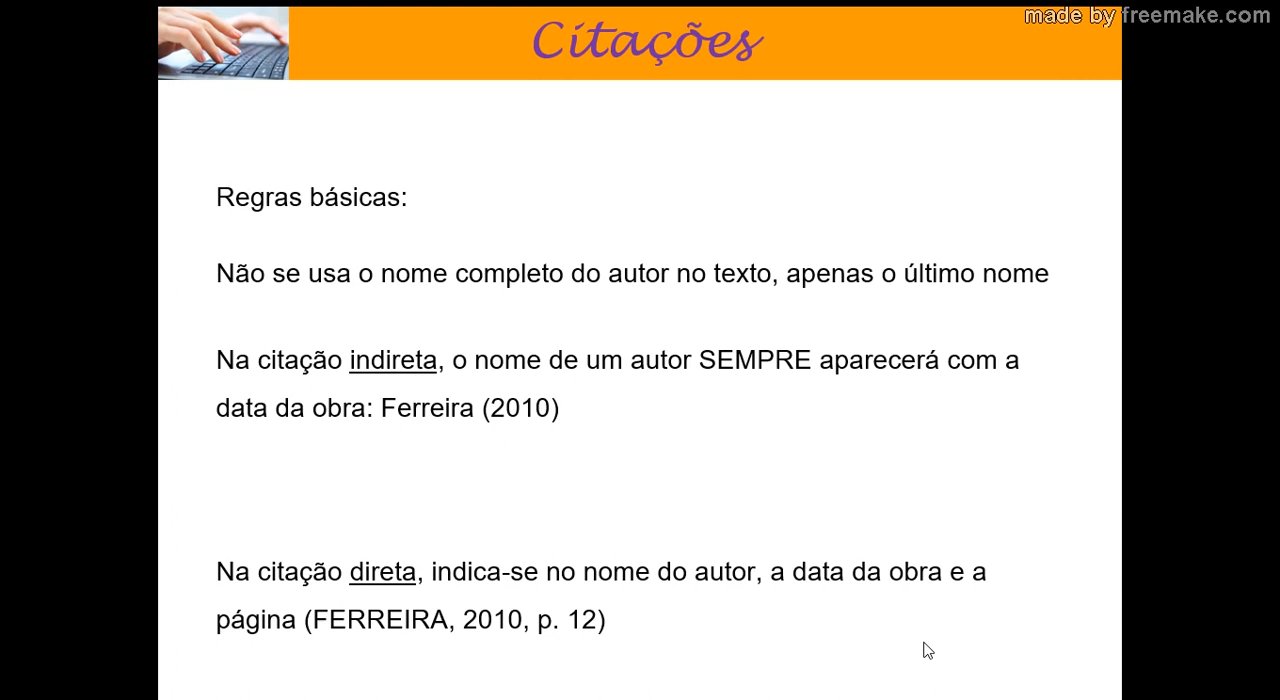 made by freemake.com
Citações
Regras básicas:
Não se usa o nome completo do autor no texto, apenas o último nome
Na citação indireta, o nome de um autor SEMPRE aparecerá com a
data da obra: Ferreira (2010)
Na citação direta, indica-se no nome do autor, a data da obra e a
página (FERREIRA, 2010, p. 12)